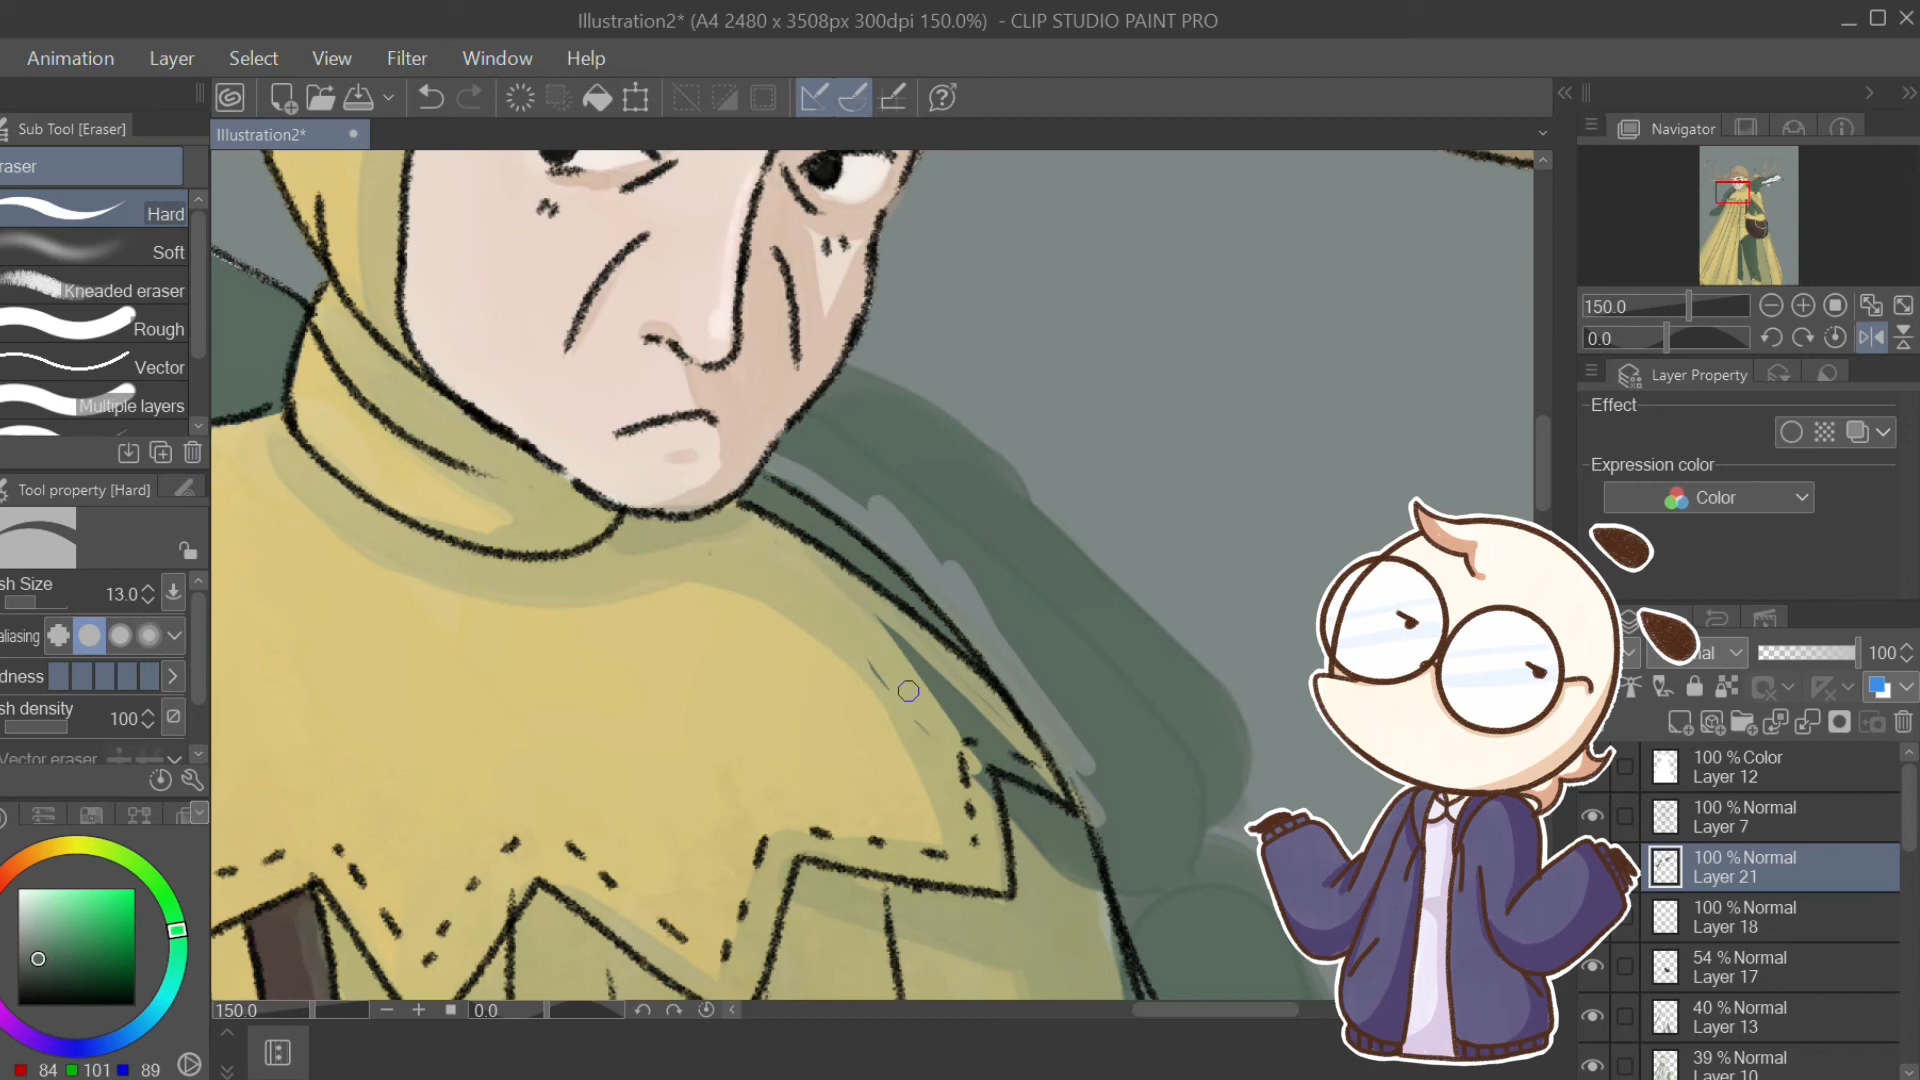 Illustration2* (A4 2480 x 3508px 300dpi 150.0%) - CLIP STUDIO PAINT PRO
Animation Layer Select View Filter Window Help
Sub Tool [Eraser]
Illustration2*
Navigator
raser
Hard
Soft
Kneaded eraser
Rough
Vector
Multiple layers
150.0
0.0
Layer Property
Effect
Expression color
Color
Tool property [Hard]
sh Size 13.0
aliasing
dness
sh density 100
Vector eraser
100
100 % Color
Layer 12
100 % Normal
Layer 7
100 % Normal
Layer 21
100 % Normal
Layer 18
54 % Normal
Layer 17
40 % Normal
Layer 13
39 % Normal
Layer 10
150.0 0.0
84 101 89